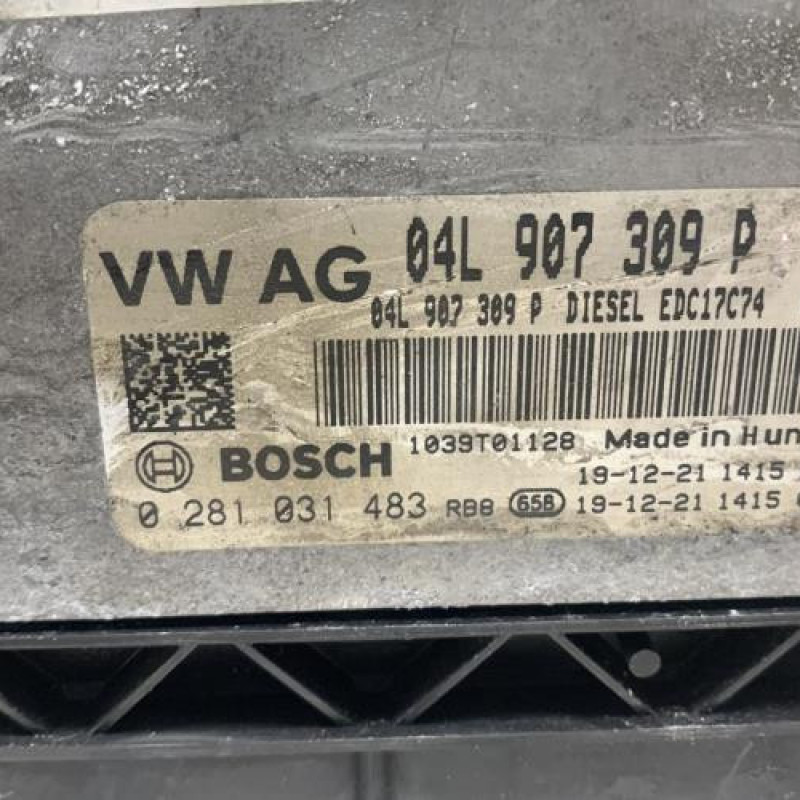 VW AG 04L 907 309 P
04L 907 309 P DIESEL EDC17C74
1039T01128 Made in Hun
BOSCH 19-12-21 1415
0 281 031 483 RB8 65B 19-12-21 1415